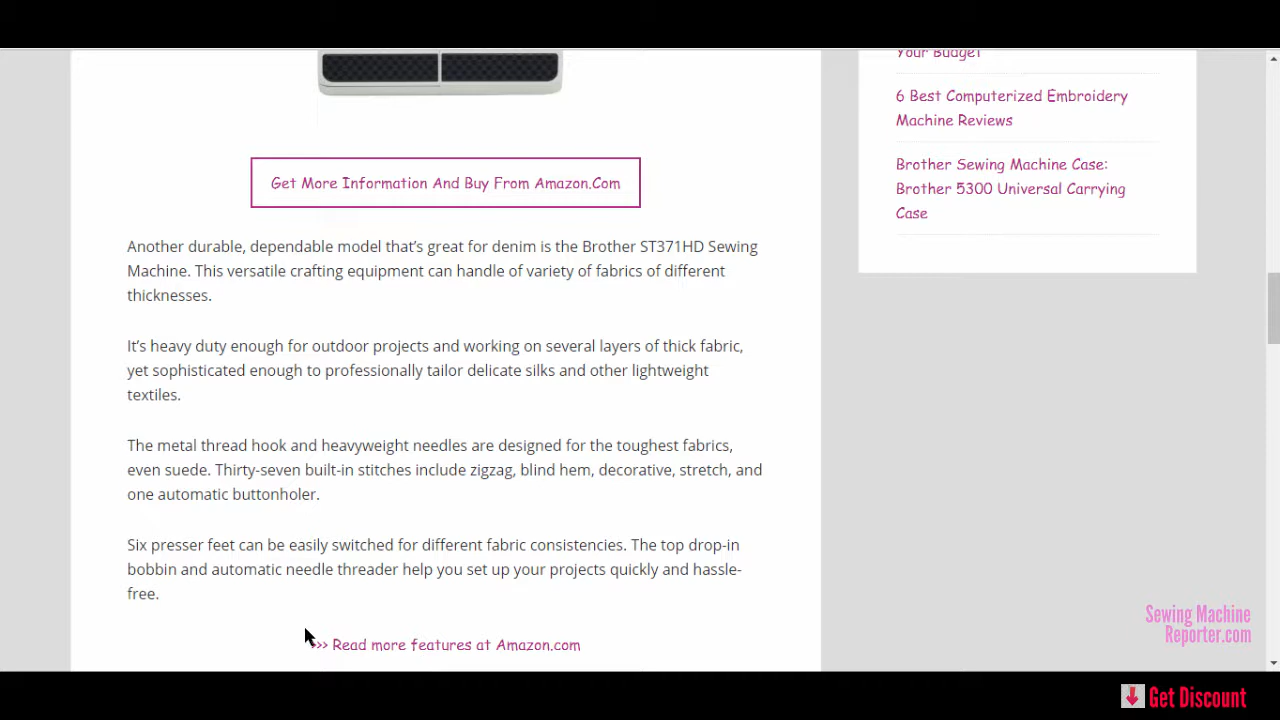 Your Budget
6 Best Computerized Embroidery
Machine Reviews
Brother Sewing Machine Case:
Brother 5300 Universal Carrying
Case
Get More Information And Buy From Amazon.Com
Another durable, dependable model that’s great for denim is the Brother ST371HD Sewing
Machine. This versatile crafting equipment can handle of variety of fabrics of different
thicknesses.
It’s heavy duty enough for outdoor projects and working on several layers of thick fabric,
yet sophisticated enough to professionally tailor delicate silks and other lightweight
textiles.
The metal thread hook and heavyweight needles are designed for the toughest fabrics,
even suede. Thirty-seven built-in stitches include zigzag, blind hem, decorative, stretch, and
one automatic buttonholer.
Six presser feet can be easily switched for different fabric consistencies. The top drop-in
bobbin and automatic needle threader help you set up your projects quickly and hassle-
free.
>>> Read more features at Amazon.com
Sewing Machine
Reporter.com
Get Discount